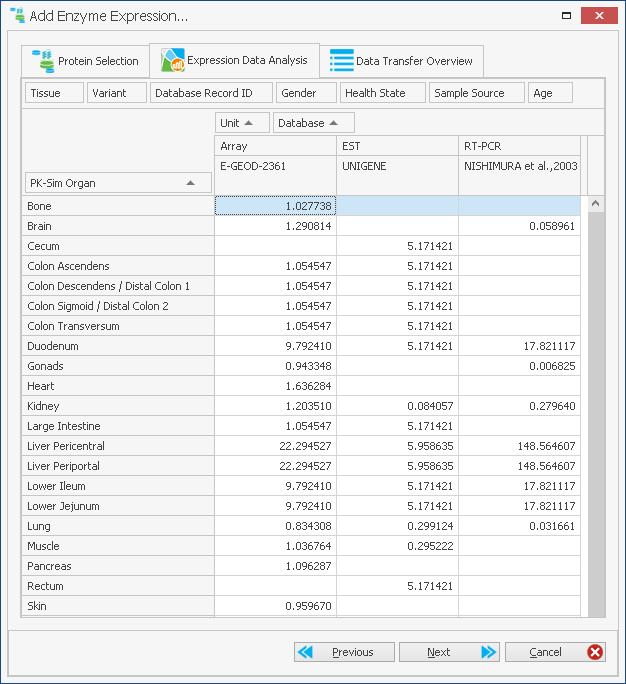 Add Enzyme Expression...
Protein Selection Expression Data Analysis Data Transfer Overview
Tissue Variant Database Record ID Gender Health State Sample Source Age
Unit Database
Array EST RT-PCR
E-GEOD-2361 UNIGENE NISHIMURA et al.,2003
PK-Sim Organ
Bone 1.027738
Brain 1.290814 0.058961
Cecum 5.171421
Colon Ascendens 1.054547 5.171421
Colon Descendens / Distal Colon 1 1.054547 5.171421
Colon Sigmoid / Distal Colon 2 1.054547 5.171421
Colon Transversum 1.054547 5.171421
Duodenum 9.792410 5.171421 17.821117
Gonads 0.943348 0.006825
Heart 1.636284
Kidney 1.203510 0.084057 0.279640
Large Intestine 1.054547 5.171421
Liver Pericentral 22.294527 5.958635 148.564607
Liver Periportal 22.294527 5.958635 148.564607
Lower Ileum 9.792410 5.171421 17.821117
Lower Jejunum 9.792410 5.171421 17.821117
Lung 0.834308 0.299124 0.031661
Muscle 1.036764 0.295222
Pancreas 1.096287
Rectum 5.171421
Skin 0.959670
Previous Next Cancel